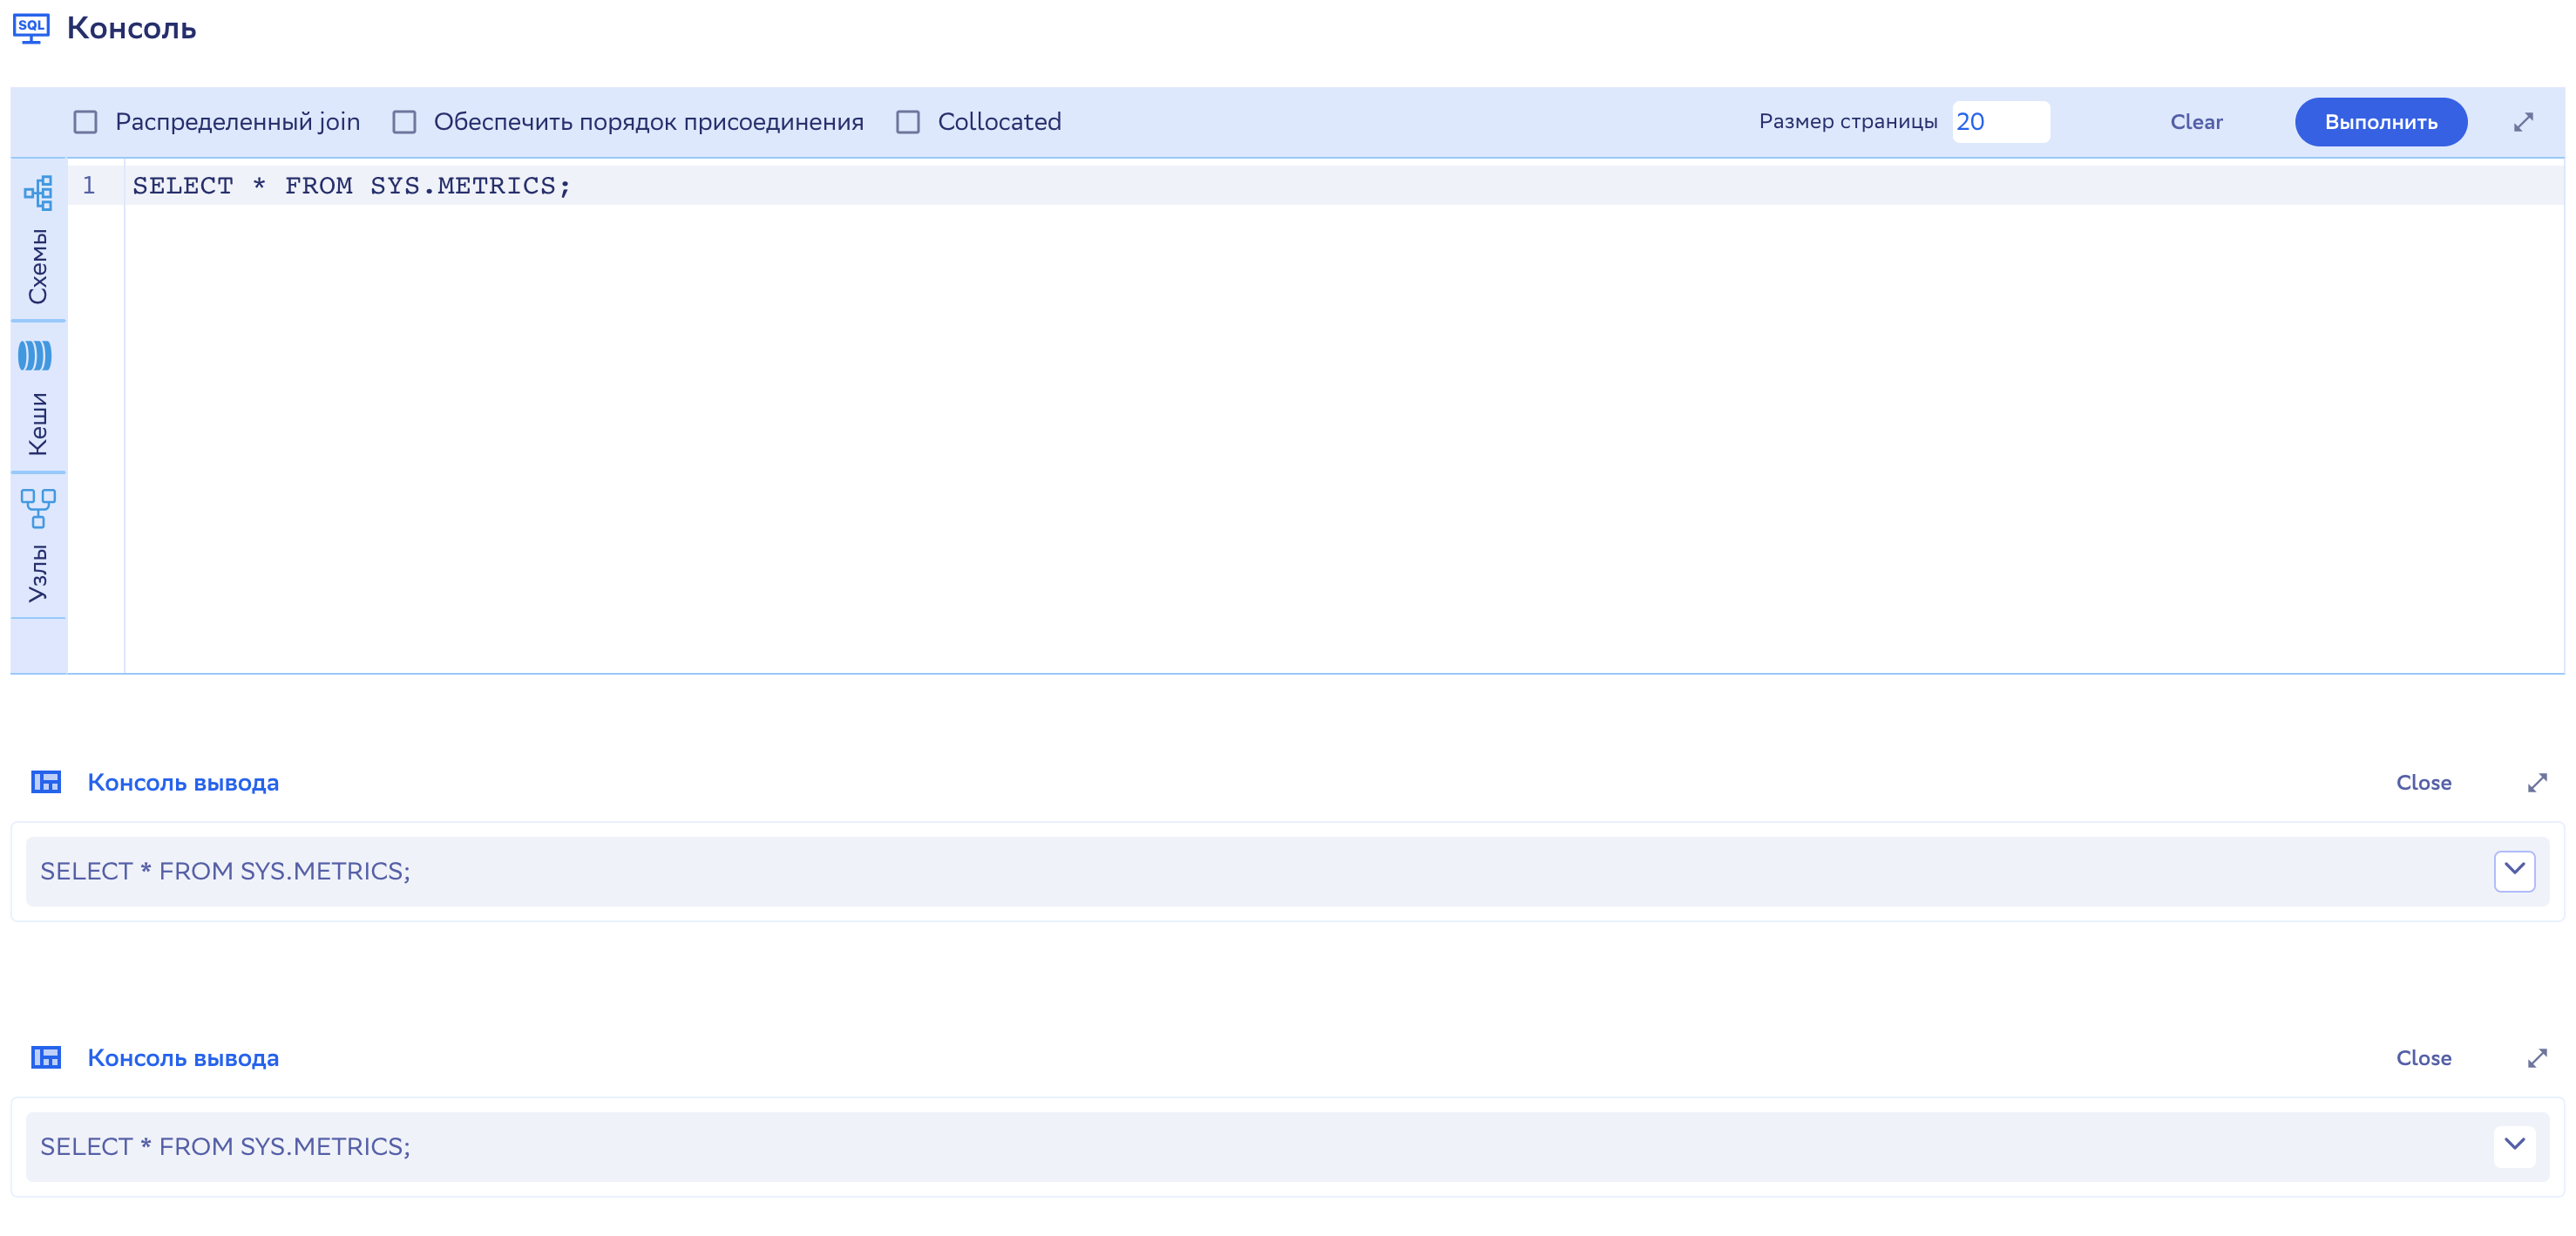 SQL Консоль
Распределенный join Обеспечить порядок присоединения Collocated Размер страницы 20 Clear Выполнить
1 SELECT * FROM SYS.METRICS;
Схемы
Кеши
Узлы
Консоль вывода Close
SELECT * FROM SYS.METRICS;
Консоль вывода Close
SELECT * FROM SYS.METRICS;